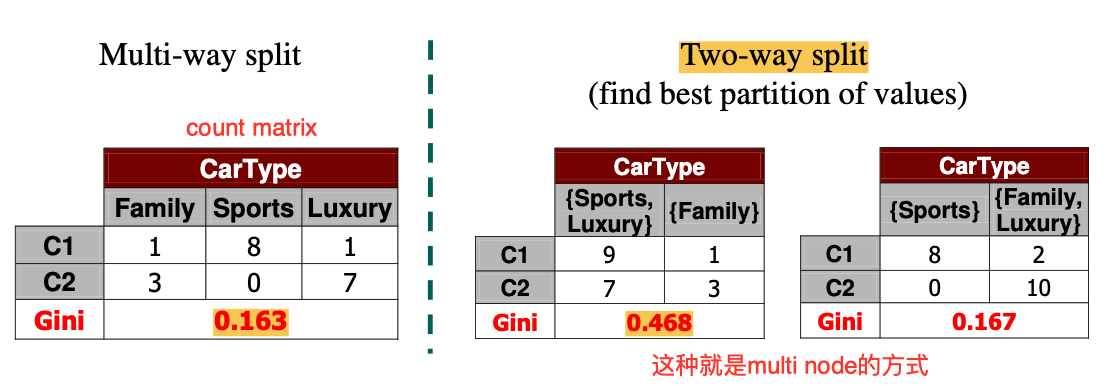 Multi-way split
count matrix
CarType
Family Sports Luxury
C1 1 8 1
C2 3 0 7
Gini 0.163
Two-way split
(find best partition of values)
CarType
{Sports, Luxury} {Family}
C1 9 1
C2 7 3
Gini 0.468
CarType
{Sports} {Family, Luxury}
C1 8 2
C2 0 10
Gini 0.167
这种就是multi node的方式